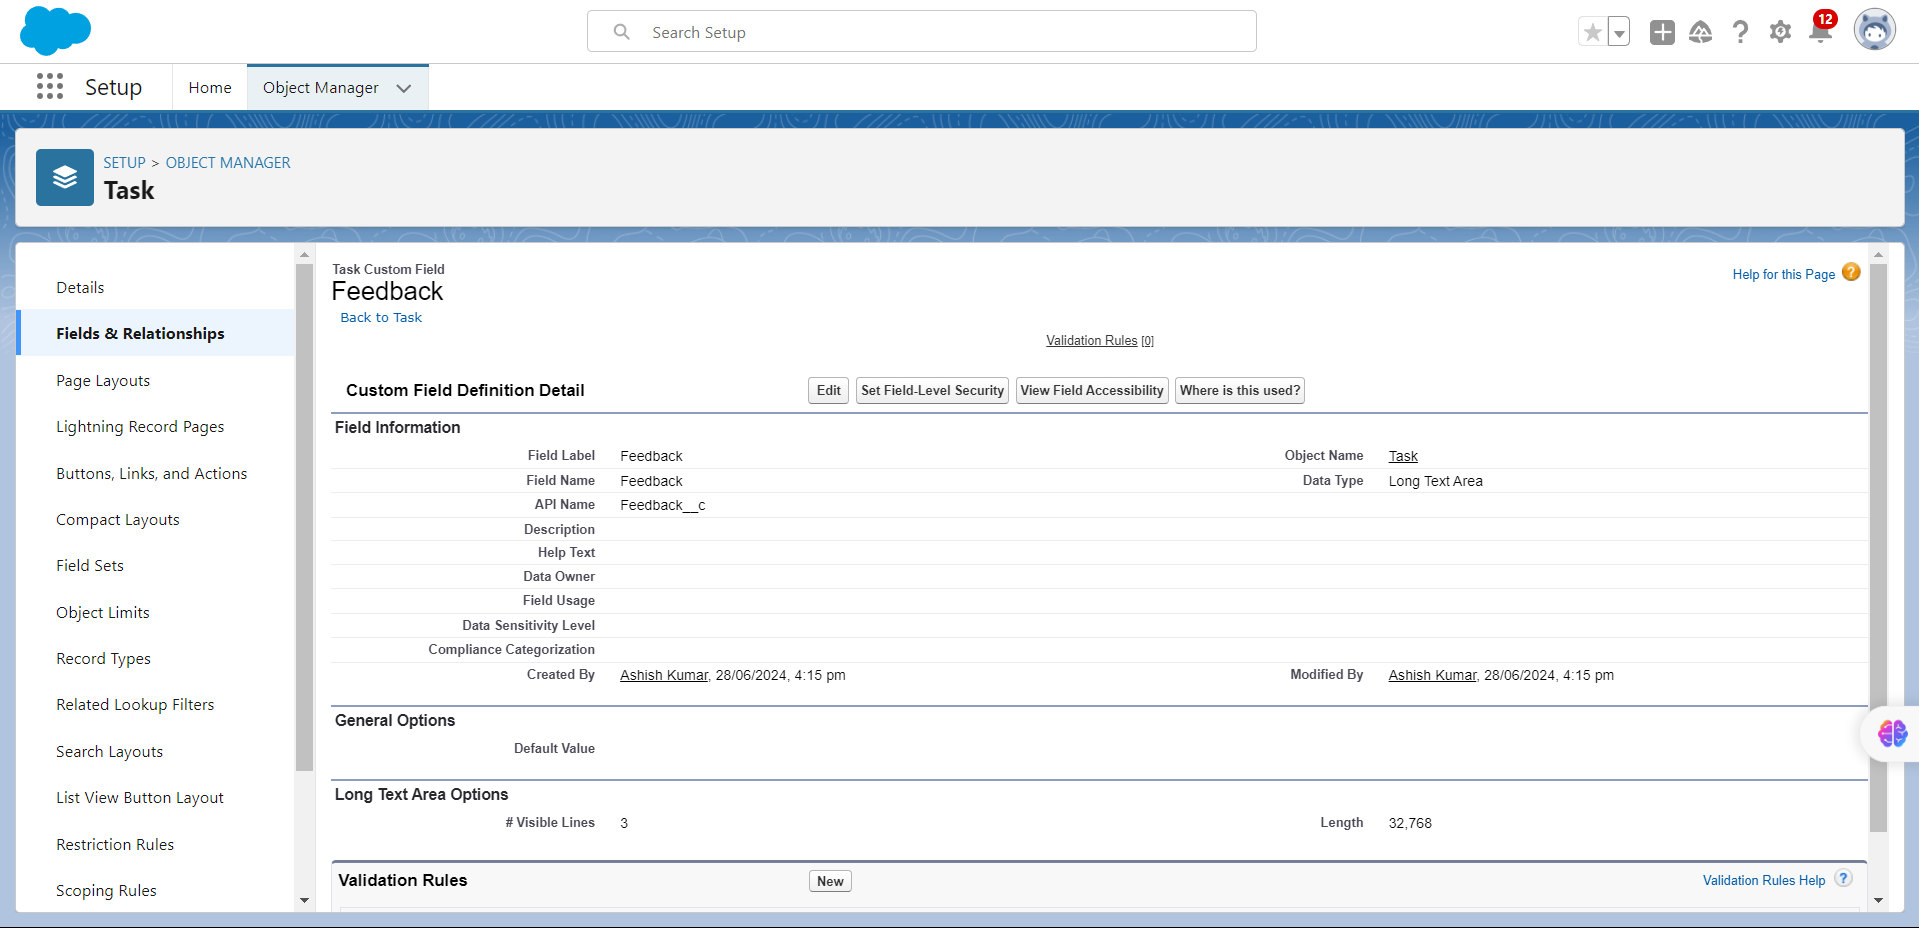 Search Setup
12
Setup
Home
Object Manager
SETUP > OBJECT MANAGER
Task
Details
Fields & Relationships
Page Layouts
Lightning Record Pages
Buttons, Links, and Actions
Compact Layouts
Field Sets
Object Limits
Record Types
Related Lookup Filters
Search Layouts
List View Button Layout
Restriction Rules
Scoping Rules
Task Custom Field
Feedback
Back to Task
Help for this Page ?
Validation Rules [0]
Custom Field Definition Detail
Edit
Set Field-Level Security
View Field Accessibility
Where is this used?
Field Information
Field Label Feedback Object Name Task
Field Name Feedback Data Type Long Text Area
API Name Feedback__c
Description
Help Text
Data Owner
Field Usage
Data Sensitivity Level
Compliance Categorization
Created By Ashish Kumar, 28/06/2024, 4:15 pm Modified By Ashish Kumar, 28/06/2024, 4:15 pm
General Options
Default Value
Long Text Area Options
# Visible Lines 3 Length 32,768
Validation Rules
New
Validation Rules Help ?